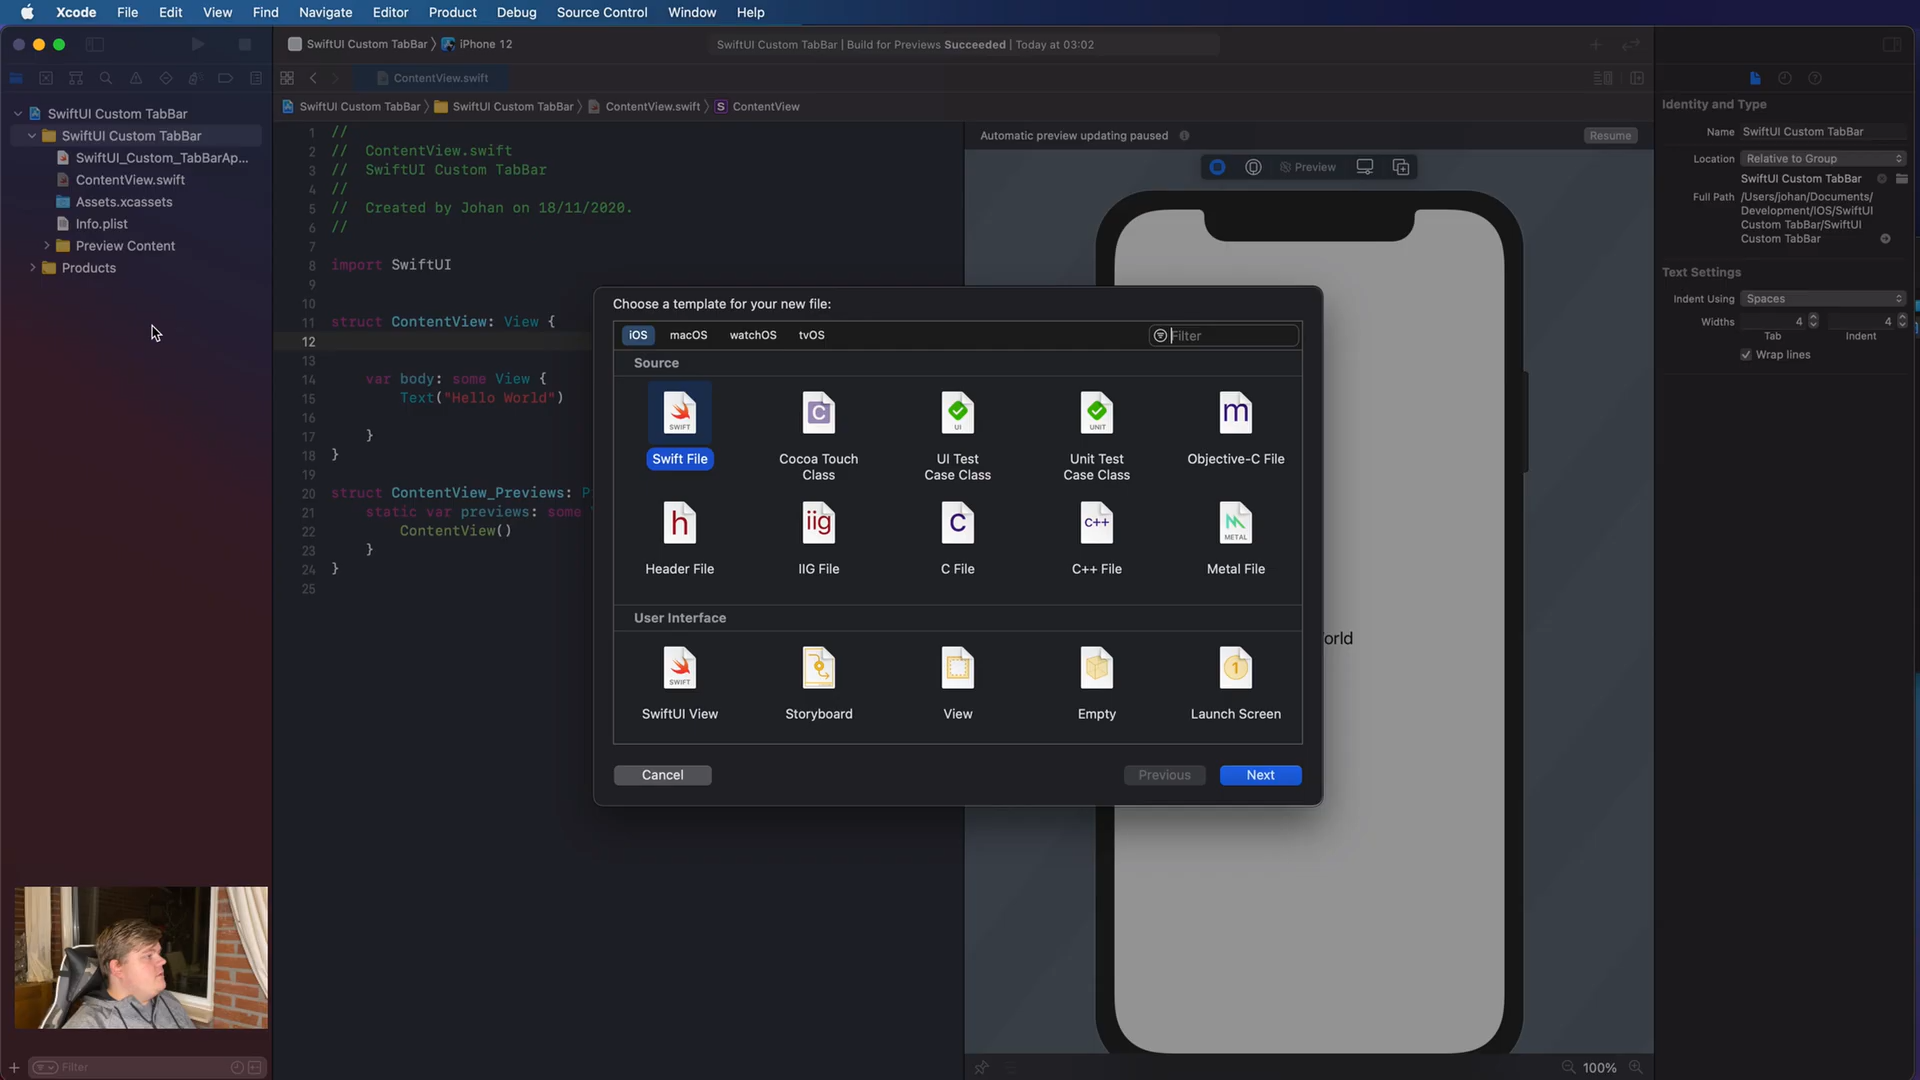 Xcode File Edit View Find Navigate Editor Product Debug Source Control Window Help
SwiftUI Custom TabBar 〉 iPhone 12
SwiftUI Custom TabBar | Build for Previews Succeeded | Today at 03:02
ContentView.swift
SwiftUI Custom TabBar 〉 SwiftUI Custom TabBar 〉 ContentView.swift 〉 S ContentView
SwiftUI Custom TabBar
SwiftUI Custom TabBar
SwiftUI_Custom_TabBarAp...
ContentView.swift
Assets.xcassets
Info.plist
Preview Content
Products
1 //
2 // ContentView.swift
3 // SwiftUI Custom TabBar
4 //
5 // Created by Johan on 18/11/2020.
6 //
7
8 import SwiftUI
9
10
11 struct ContentView: View {
12
13
14 var body: some View {
15 Text("Hello World")
16
17 }
18 }
19
20 struct ContentView_Previews: P
21 static var previews: some
22 ContentView()
23 }
24 }
25
Automatic preview updating paused
Resume
Preview
orld
Choose a template for your new file:
iOS macOS watchOS tvOS
Filter
Source
SWIFT
Swift File
C
Cocoa Touch
Class
UI
UI Test
Case Class
UNIT
Unit Test
Case Class
m
Objective-C File
h
Header File
iig
IIG File
C
C File
C++
C++ File
METAL
Metal File
User Interface
SWIFT
SwiftUI View
Storyboard
View
Empty
1
Launch Screen
Cancel
Previous
Next
Identity and Type
Name SwiftUI Custom TabBar
Location Relative to Group
SwiftUI Custom TabBar
Full Path /Users/johan/Documents/
Development/IOS/SwiftUI
Custom TabBar/SwiftUI
Custom TabBar
Text Settings
Indent Using Spaces
Widths 4 4
Tab Indent
Wrap lines
Filter
100%